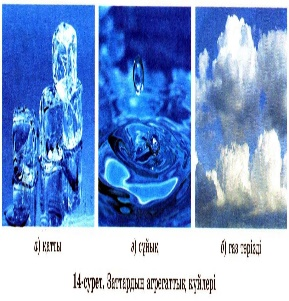 а) қатты
ә) сұйық
б) газ тәрізді
14-сурет. Заттардың агрегаттық күйлері